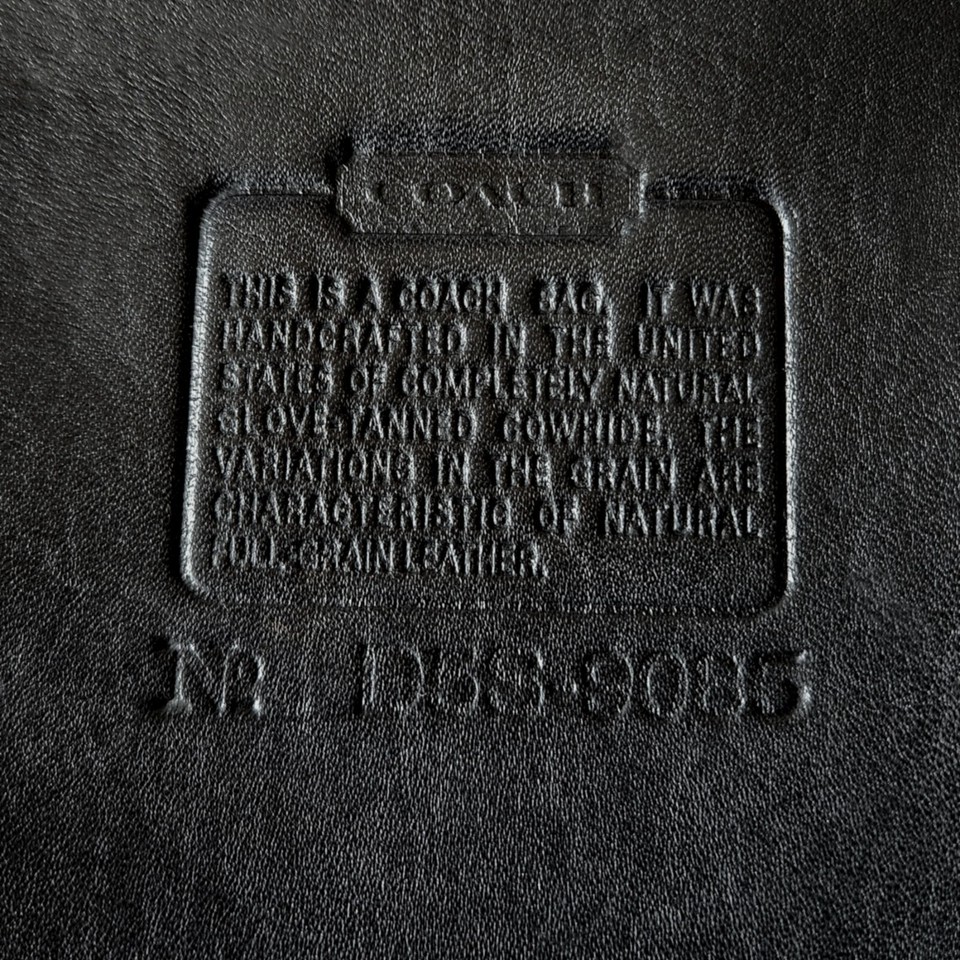 COACH
THIS IS A COACH BAG. IT WAS
HANDCRAFTED IN THE UNITED
STATES OF COMPLETELY NATURAL
GLOVE-TANNED COWHIDE. THE
VARIATIONS IN THE GRAIN ARE
CHARACTERISTIC OF NATURAL
FULL GRAIN LEATHER.
No D5S-9085